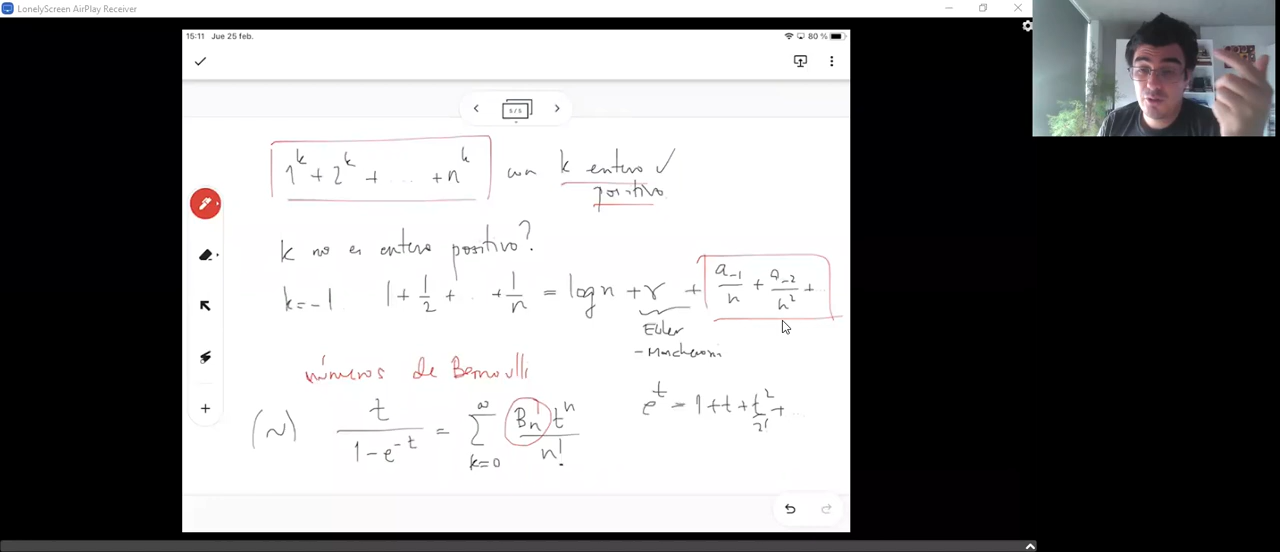 LonelyScreen AirPlay Receiver
15:11 Jue 25 feb.
80 %
5/5
1^k + 2^k + ... + n^k con k entero ✓
positivo
k no es entero positivo?
k = -1 1 + 1/2 + ... + 1/n = log n + γ + a_{-1}/n + a_{-2}/n^2 + ...
Euler
- Mascheroni
números de Bernoulli
e^t = 1 + t + t^2/2! + ...
(~) t/(1 - e^{-t}) = ∑_{k=0}^{∞} B_n t^n/n!